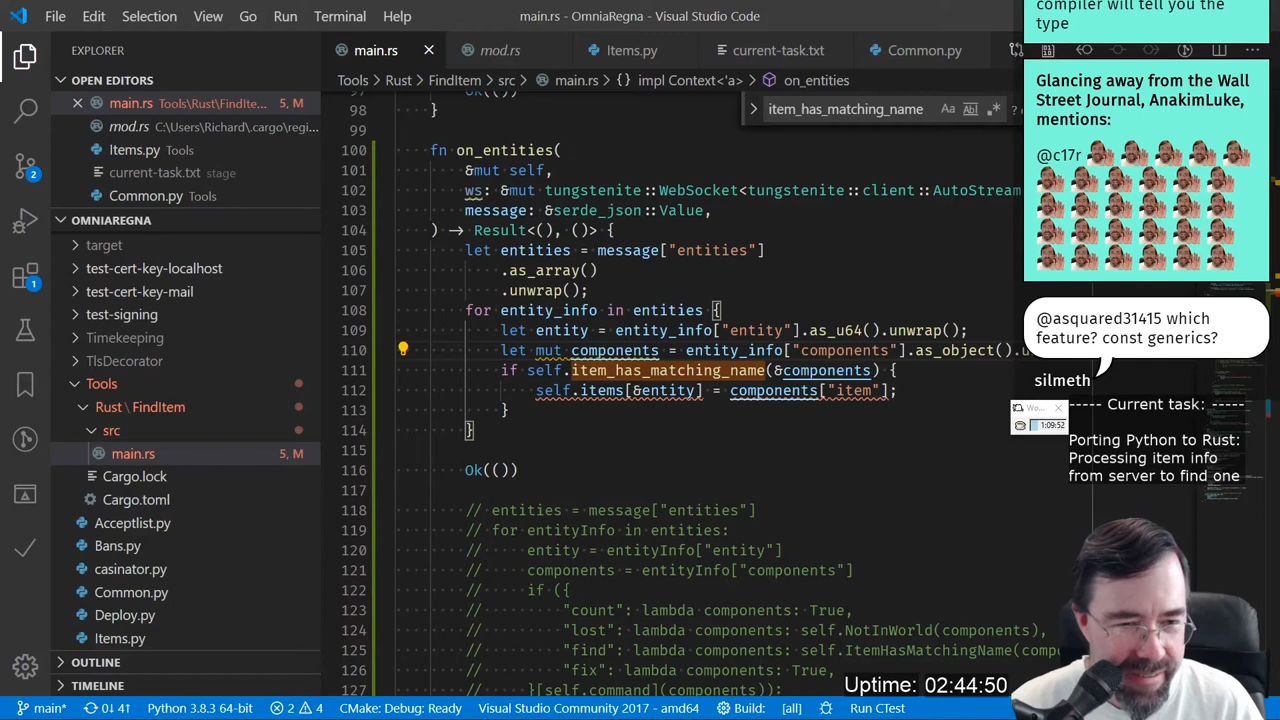 File Edit Selection View Go Run Terminal Help
main.rs - OmniaRegna - Visual Studio Code
EXPLORER
OPEN EDITORS
main.rs Tools/Rust/FindIte... 5, M
mod.rs C:\Users\Richard\.cargo\regi...
Items.py Tools
current-task.txt stage
Common.py Tools
OMNIAREGNA
target
test-cert-key-localhost
test-cert-key-mail
test-signing
Timekeeping
TlsDecorator
Tools
Rust \ FindItem
src
main.rs 5, M
Cargo.lock
Cargo.toml
Acceptlist.py
Bans.py
casinator.py
Common.py
Deploy.py
Items.py
OUTLINE
TIMELINE
main.rs mod.rs Items.py current-task.txt Common.py
Tools > Rust > FindItem > src > main.rs > {} impl Context<'a> > on_entities
item_has_matching_name
98 }
99
100 fn on_entities(
101 &mut self,
102 ws: &mut tungstenite::WebSocket<tungstenite::client::AutoStream
103 message: &serde_json::Value,
104 ) -> Result<(), ()> {
105 let entities = message["entities"]
106 .as_array()
107 .unwrap();
108 for entity_info in entities {
109 let entity = entity_info["entity"].as_u64().unwrap();
110 let mut components = entity_info["components"].as_object().u
111 if self.item_has_matching_name(&components) {
112 self.items[&entity] = components["item"];
113 }
114 }
115
116 Ok(())
117
118 // entities = message["entities"]
119 // for entityInfo in entities:
120 // entity = entityInfo["entity"]
121 // components = entityInfo["components"]
122 // if ({
123 // "count": lambda components: True,
124 // "lost": lambda components: self.NotInWorld(components),
125 // "find": lambda components: self.ItemHasMatchingName(comp
126 // "fix": lambda components: True,
127 // }[self.command](components)):
compiler will tell you the
type
Glancing away from the Wall
Street Journal, AnakimLuke,
mentions:
@c17r
@asquared31415 which
feature? const generics?
silmeth
----- Current task: -----
Wo...
1:09:52
Porting Python to Rust:
Processing item info
from server to find one
Uptime: 02:44:50
main* 0↓ 4↑ Python 3.8.3 64-bit 2 4 CMake: Debug: Ready Visual Studio Community 2017 - amd64 Build: [all] Run CTest